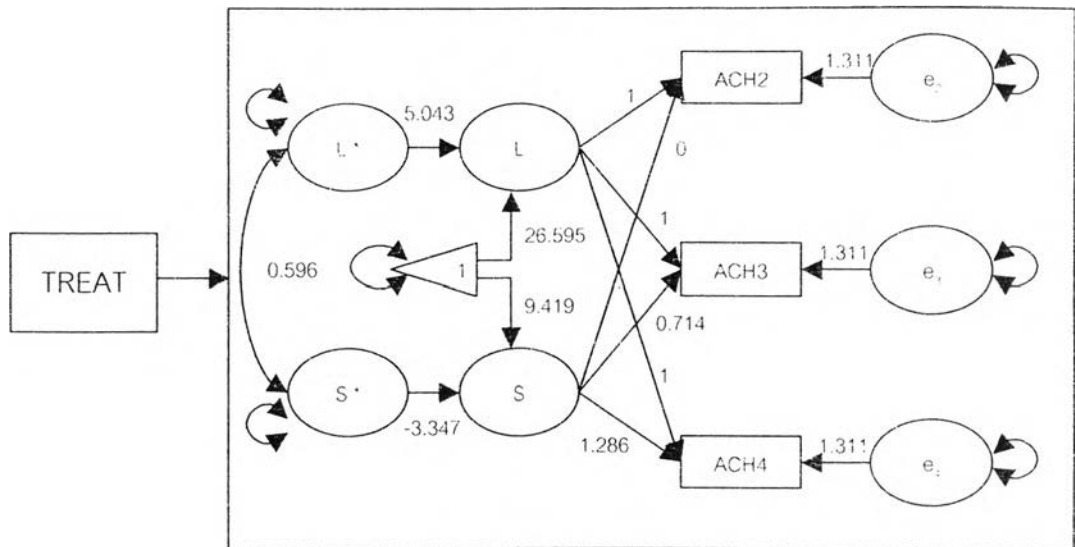 TREAT
L*
5.043
L
1
ACH2
1.311
0
26.595
1
0.596
1
ACH3
1.311
9.419
0.714
S*
-3.347
S
1
1.286
ACH4
1.311